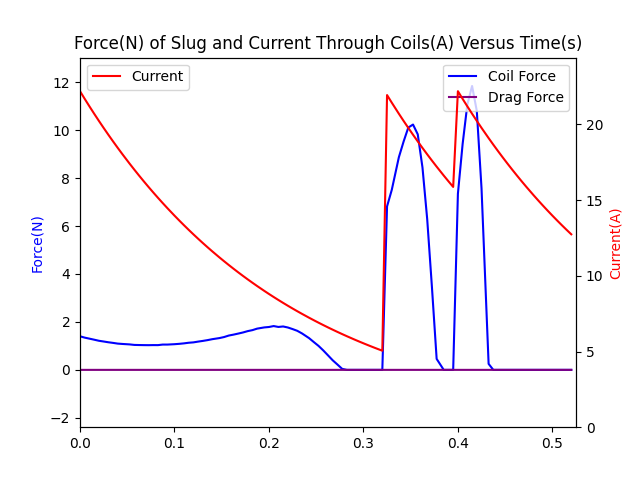 Force(N) of Slug and Current Through Coils(A) Versus Time(s)
Current
Coil Force
Drag Force
Force(N)
12
10
8
6
4
2
0
−2
20
15
10
5
0
Current(A)
0.0 0.1 0.2 0.3 0.4 0.5